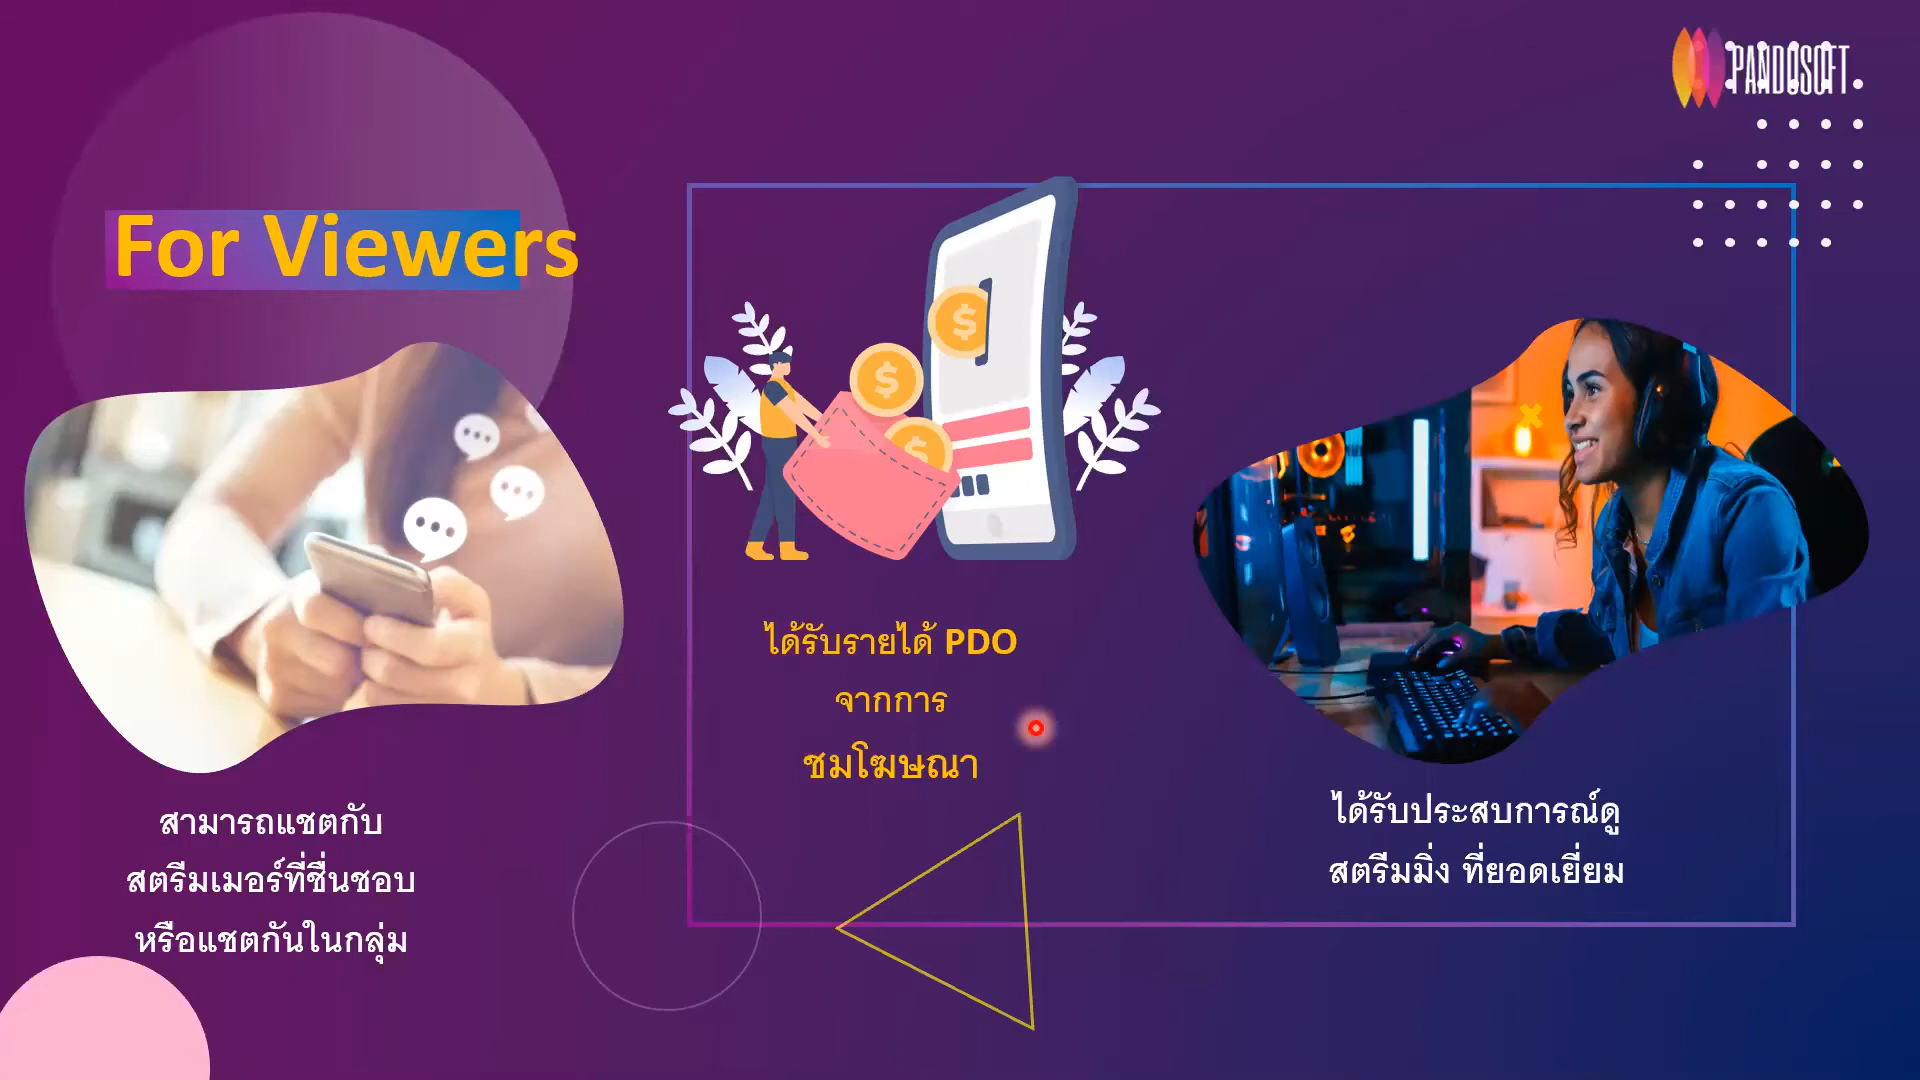 PANDOSOFT
For Viewers
สามารถแชตกับ
สตรีมเมอร์ที่ชื่นชอบ
หรือแชตกันในกลุ่ม
ได้รับรายได้ PDO
จากการ
ชมโฆษณา
ได้รับประสบการณ์ดู
สตรีมมิ่ง ที่ยอดเยี่ยม